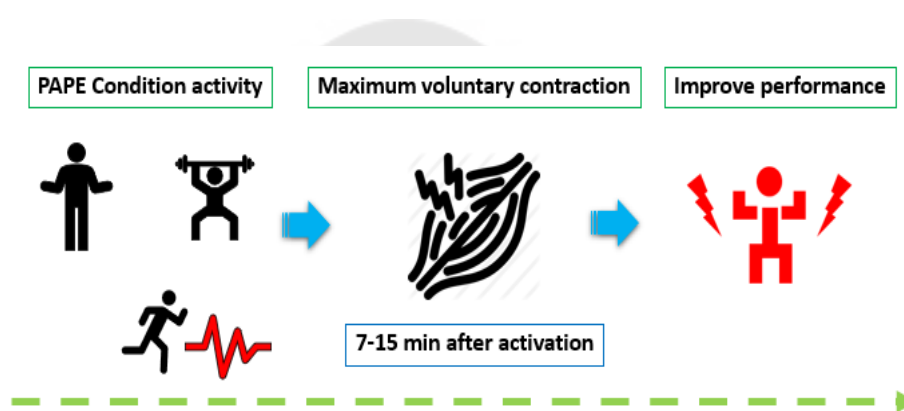 PAPE Condition activity
Maximum voluntary contraction
Improve performance
7-15 min after activation